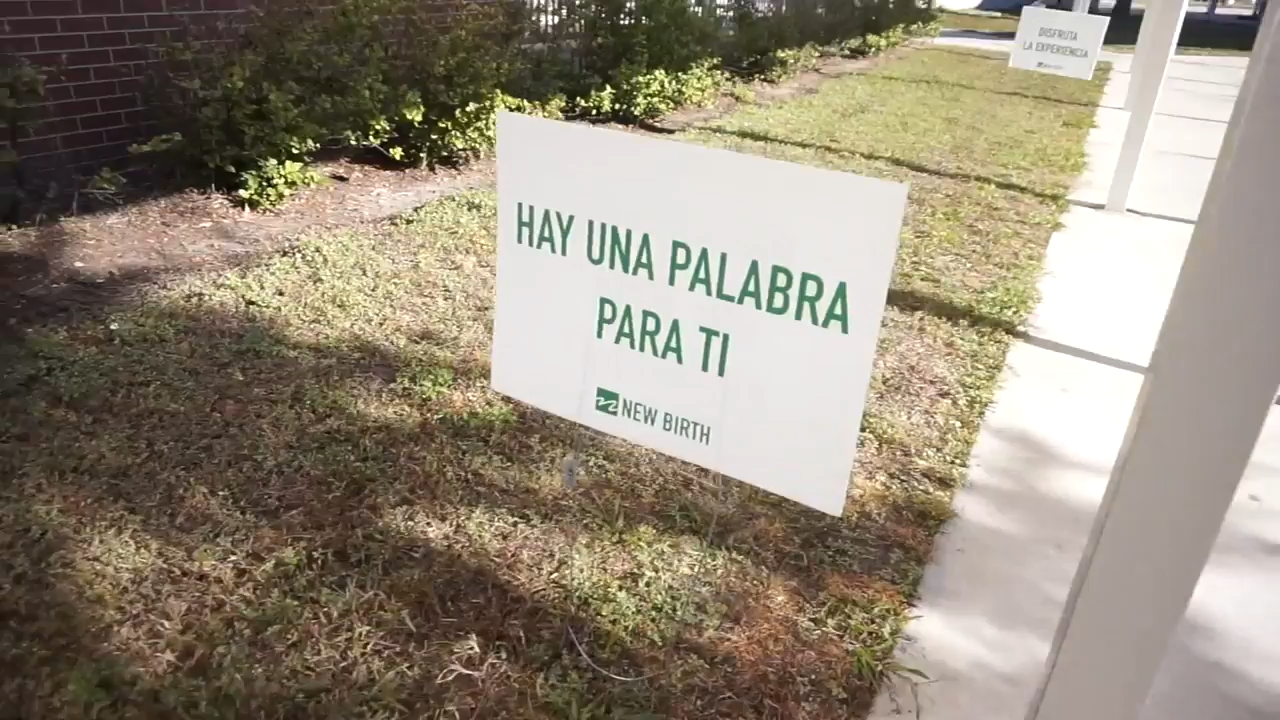 HAY UNA PALABRA
PARA TI
NEW BIRTH
DISFRUTA
LA EXPERIENCIA